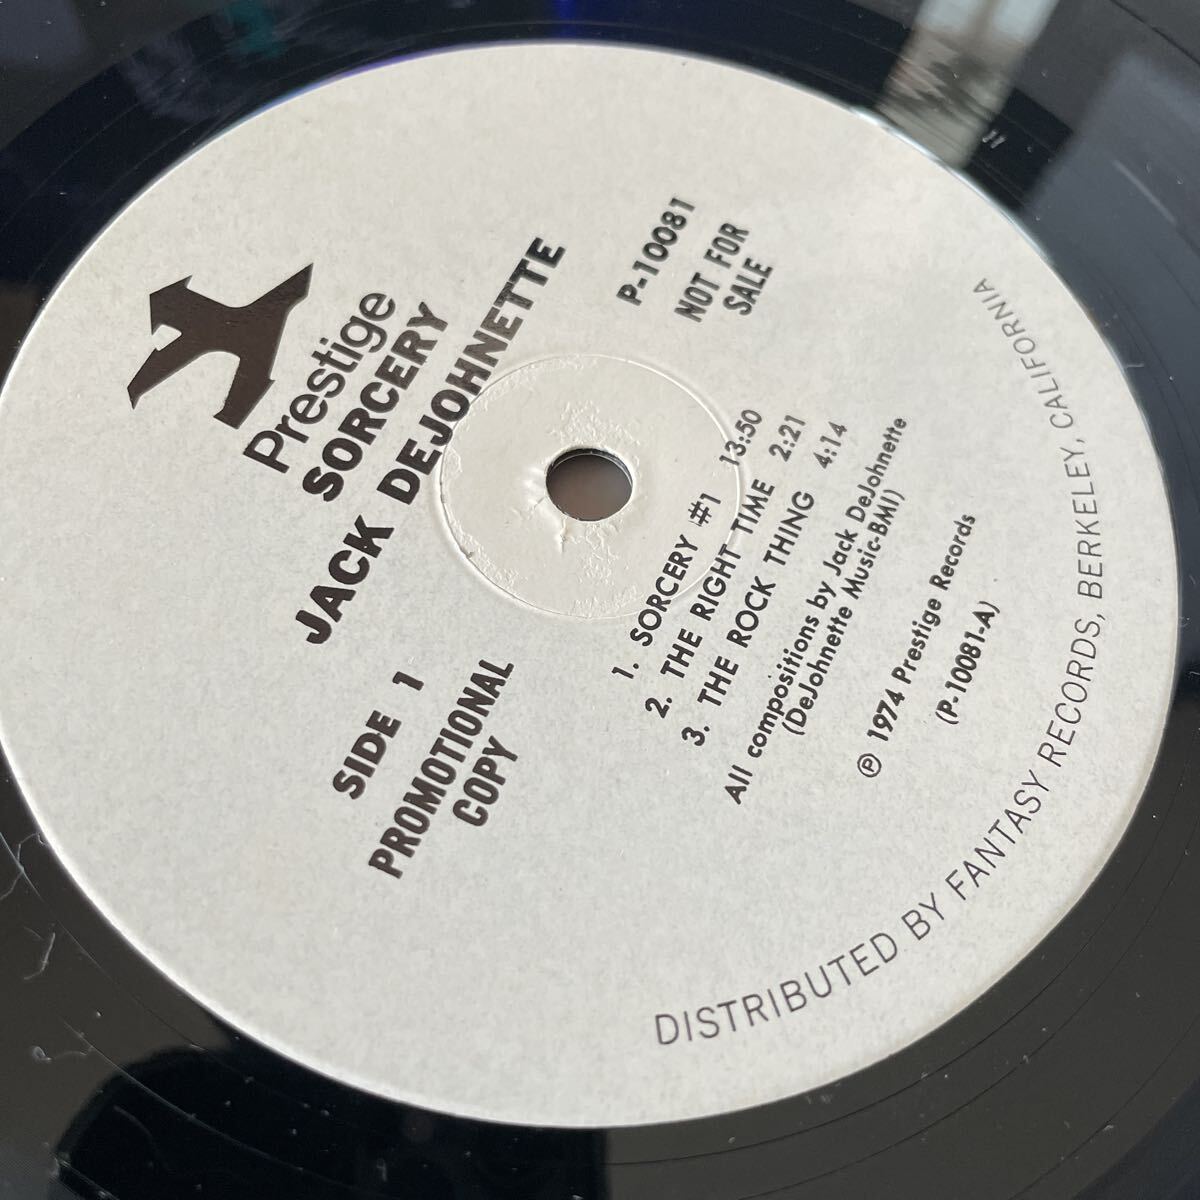 Prestige
SORCERY
JACK DEJOHNETTE
SIDE 1
PROMOTIONAL
COPY
P-10081
NOT FOR
SALE
1. SORCERY #1 13:50
2. THE RIGHT TIME 2:21
3. THE ROCK THING 4:14
All compositions by Jack DeJohnette
(DeJohnette Music-BMI)
℗ 1974 Prestige Records
(P-10081-A)
DISTRIBUTED BY FANTASY RECORDS, BERKELEY, CALIFORNIA